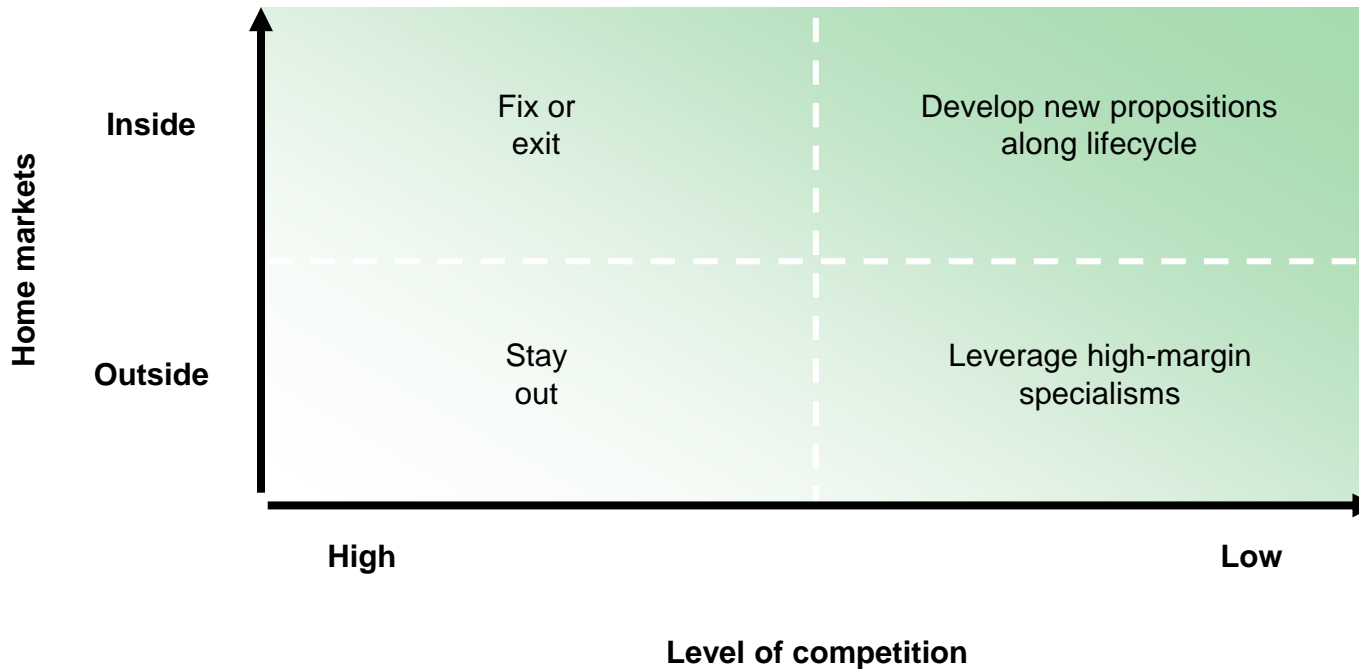 Home markets
Inside
Fix or
exit
Develop new propositions
along lifecycle
Outside
Stay
out
Leverage high-margin
specialisms
High
Low
Level of competition